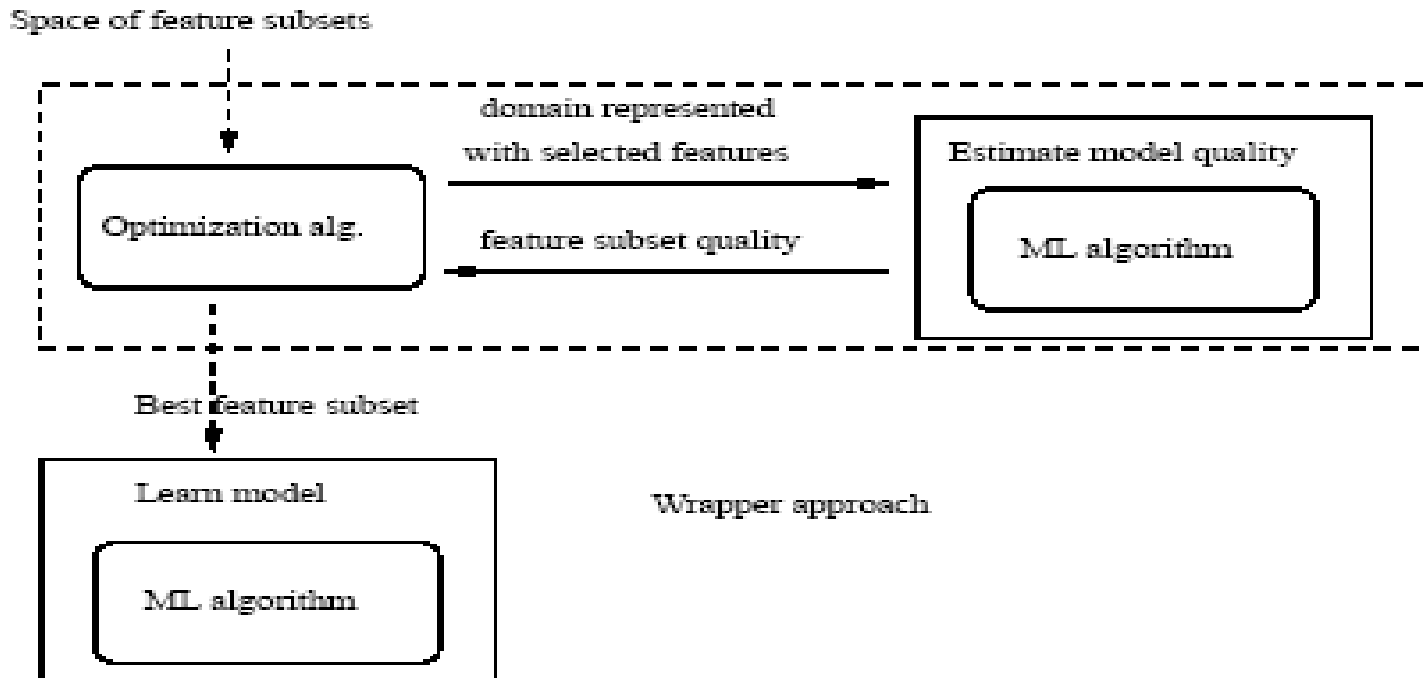 Space of feature subsets
domain represented
with selected features
Estimate model quality
Optimization alg.
feature subset quality
ML algorithm
Best feature subset
Learn model
Wrapper approach
ML algorithm